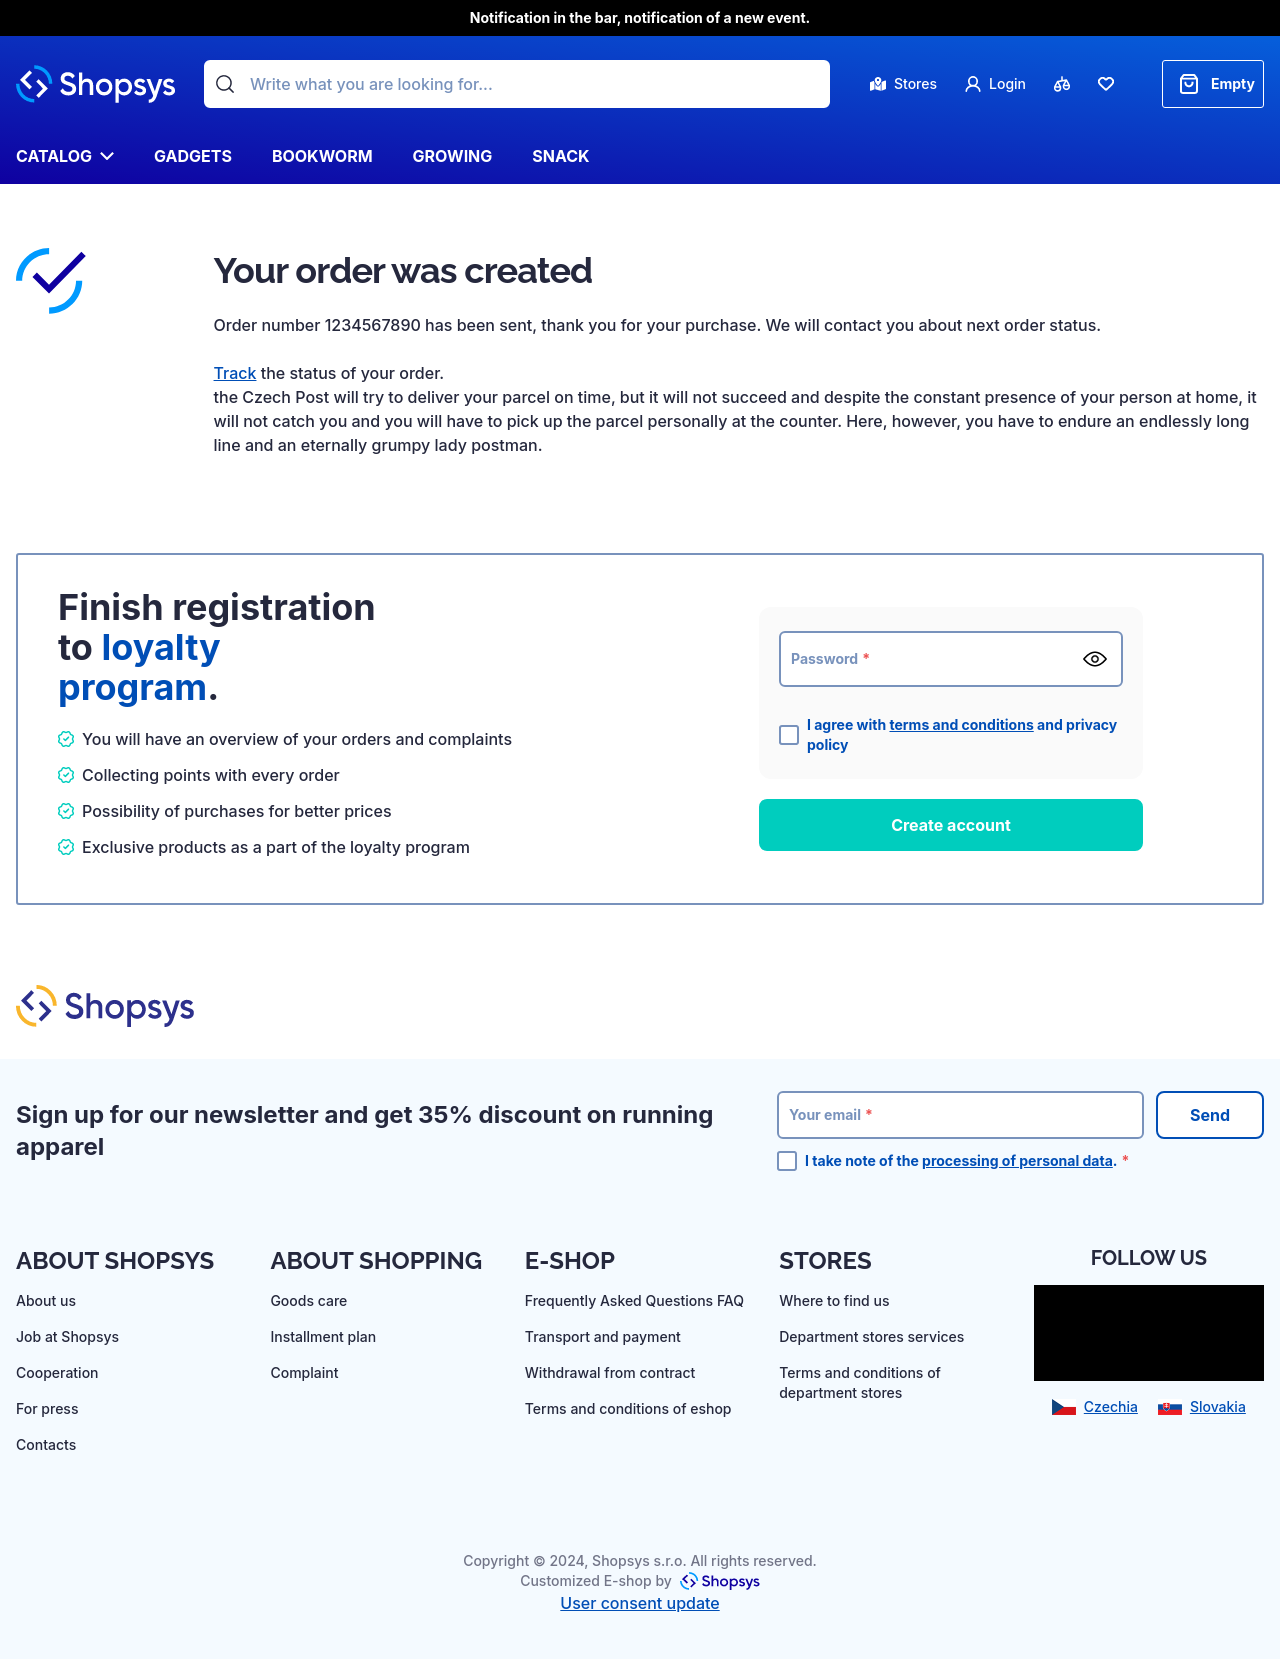 Notification in the bar, notification of a new event.
Shopsys
Write what you are looking for...
Stores
Login
Empty
CATALOG
GADGETS
BOOKWORM
GROWING
SNACK
Your order was created
Order number 1234567890 has been sent, thank you for your purchase. We will contact you about next order status.
Track the status of your order.
the Czech Post will try to deliver your parcel on time, but it will not succeed and despite the constant presence of your person at home, it
will not catch you and you will have to pick up the parcel personally at the counter. Here, however, you have to endure an endlessly long
line and an eternally grumpy lady postman.
Finish registration
to loyalty
program.
You will have an overview of your orders and complaints
Collecting points with every order
Possibility of purchases for better prices
Exclusive products as a part of the loyalty program
Password *
I agree with terms and conditions and privacy
policy
Create account
Shopsys
Sign up for our newsletter and get 35% discount on running
apparel
Your email *
Send
I take note of the processing of personal data. *
ABOUT SHOPSYS
About us
Job at Shopsys
Cooperation
For press
Contacts
ABOUT SHOPPING
Goods care
Installment plan
Complaint
E-SHOP
Frequently Asked Questions FAQ
Transport and payment
Withdrawal from contract
Terms and conditions of eshop
STORES
Where to find us
Department stores services
Terms and conditions of
department stores
FOLLOW US
Czechia
Slovakia
Copyright © 2024, Shopsys s.r.o. All rights reserved.
Customized E-shop by Shopsys
User consent update